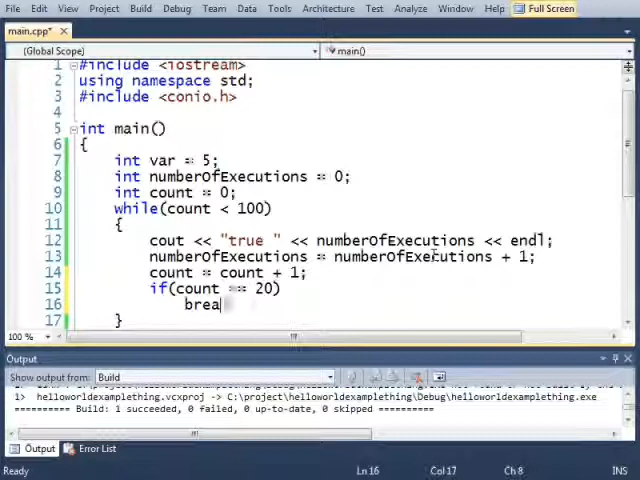 File Edit View Project Build Debug Team Data Tools Architecture Test Analyze Window Help Full Screen
main.cpp*
(Global Scope) main()
1 #include <iostream>
2 using namespace std;
3 #include <conio.h>
4
5 int main()
6 {
7 int var = 5;
8 int numberOfExecutions = 0;
9 int count = 0;
10 while(count < 100)
11 {
12 cout << "true " << numberOfExecutions << endl;
13 numberOfExecutions = numberOfExecutions + 1;
14 count = count + 1;
15 if(count == 20)
16 brea
17 }
100 %
Output
Show output from: Build
1> helloworldexamplething.vcxproj -> C:\project\helloworldexamplething\Debug\helloworldexamplething.exe
========== Build: 1 succeeded, 0 failed, 0 up-to-date, 0 skipped ==========
Output Error List
Ready Ln 16 Col 17 Ch 8 INS